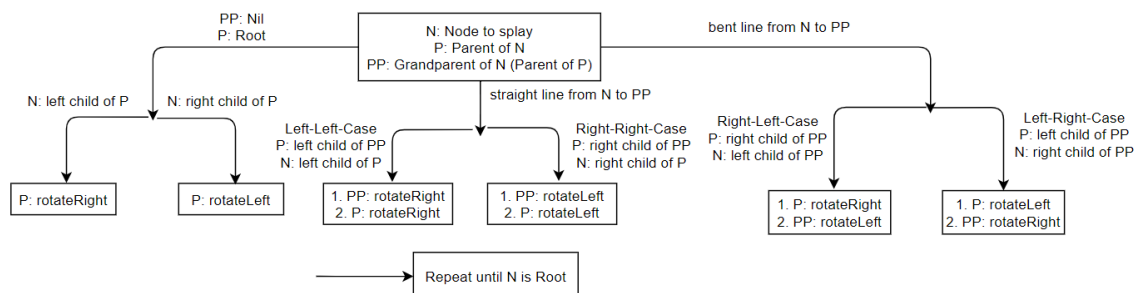 PP: Nil
P: Root
N: Node to splay
P: Parent of N
PP: Grandparent of N (Parent of P)
bent line from N to PP
straight line from N to PP
N: left child of P
N: right child of P
Left-Left-Case
P: left child of PP
N: left child of P
Right-Right-Case
P: right child of PP
N: right child of P
Right-Left-Case
P: right child of PP
N: left child of PP
Left-Right-Case
P: left child of PP
N: right child of PP
P: rotateRight
P: rotateLeft
1. PP: rotateRight
2. P: rotateRight
1. PP: rotateLeft
2. P: rotateLeft
1. P: rotateRight
2. PP: rotateLeft
1. P: rotateLeft
2. PP: rotateRight
Repeat until N is Root